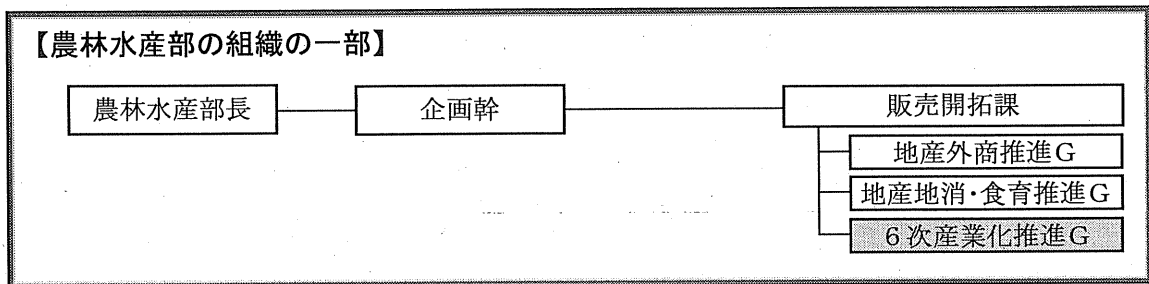 【農林水産部の組織の一部】
農林水産部長
企画幹
販売開拓課
地産外商推進G
地産地消・食育推進G
6次産業化推進G